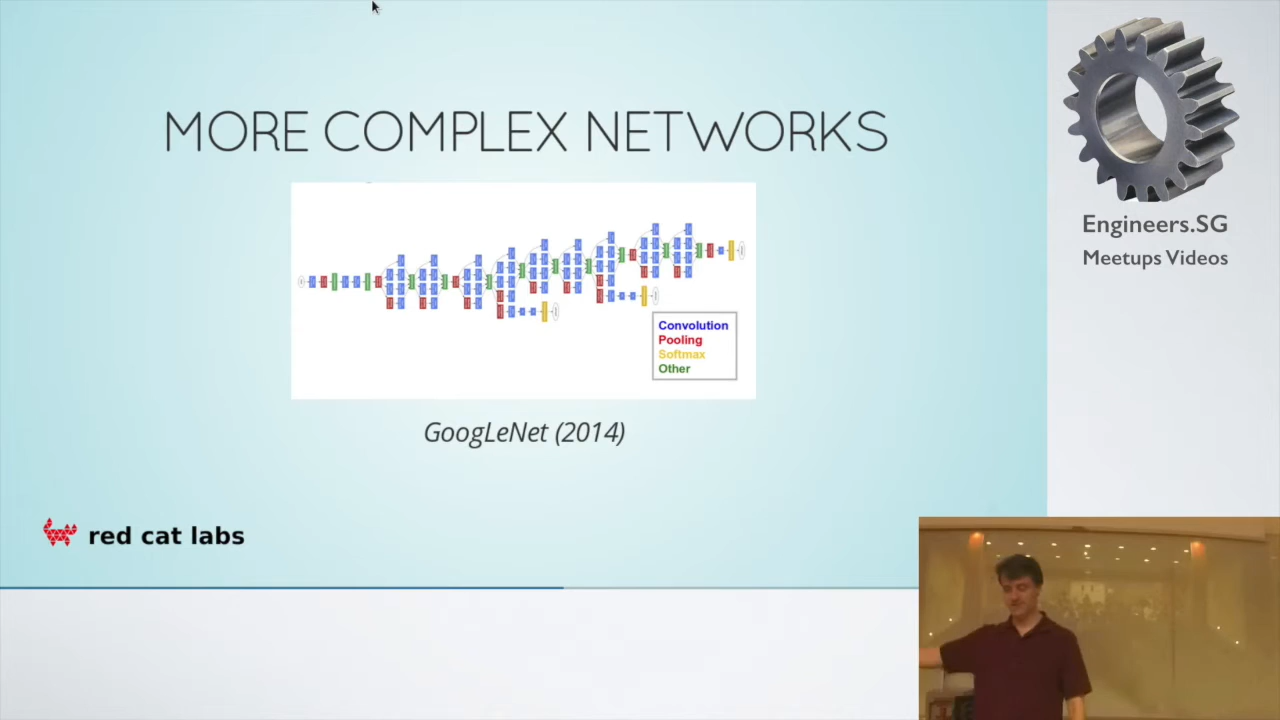 MORE COMPLEX NETWORKS
Convolution
Pooling
Softmax
Other
GoogLeNet (2014)
red cat labs
Engineers.SG
Meetups Videos